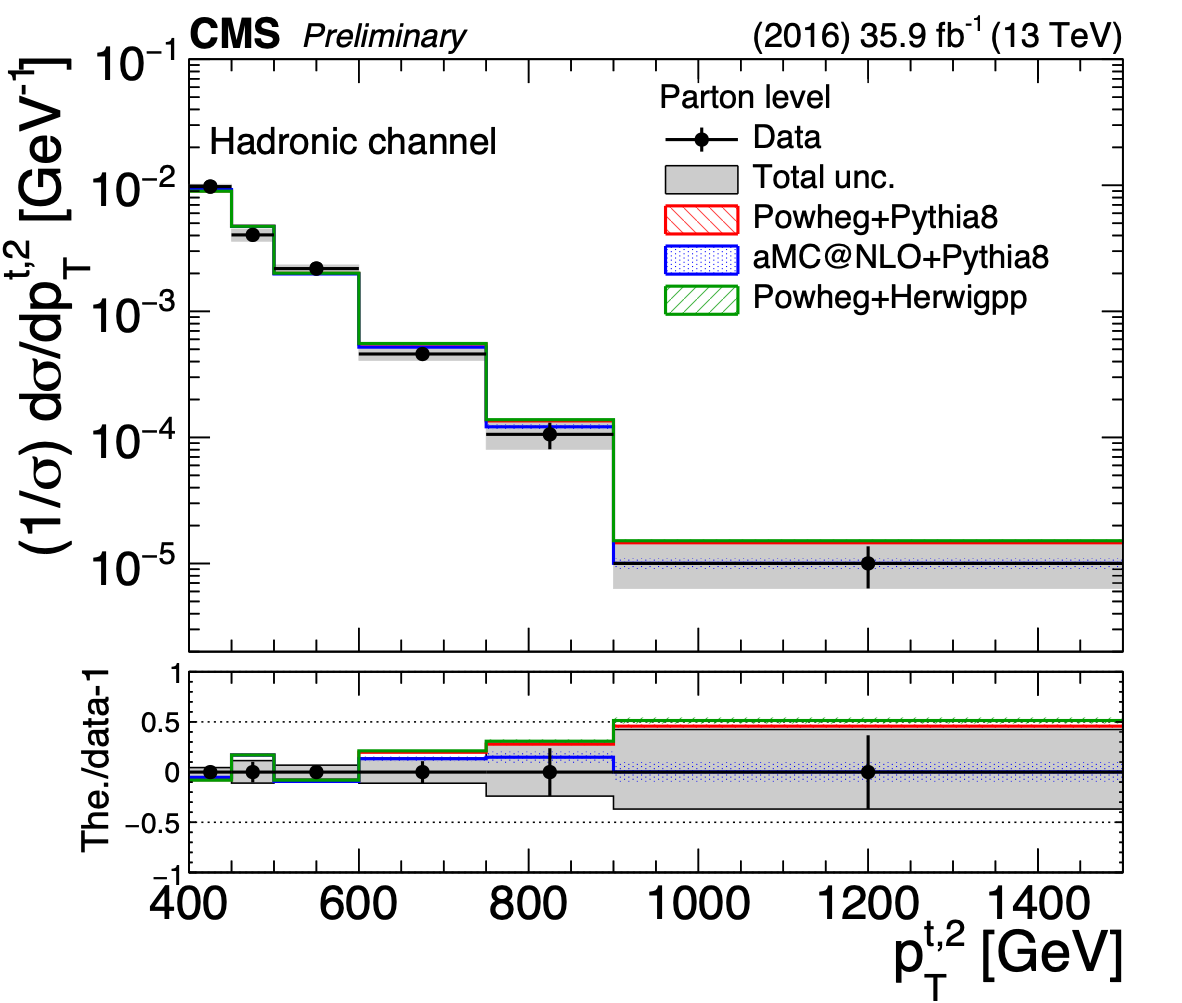 CMS Preliminary (2016) 35.9 fb⁻¹ (13 TeV)
(1/σ) dσ/dp_T^{t,2} [GeV⁻¹]
10⁻¹
10⁻²
10⁻³
10⁻⁴
10⁻⁵
Hadronic channel
Parton level
Data
Total unc.
Powheg+Pythia8
aMC@NLO+Pythia8
Powheg+Herwigpp
The./data-1
1
0.5
0
−0.5
−1
400 600 800 1000 1200 1400
p_T^{t,2} [GeV]